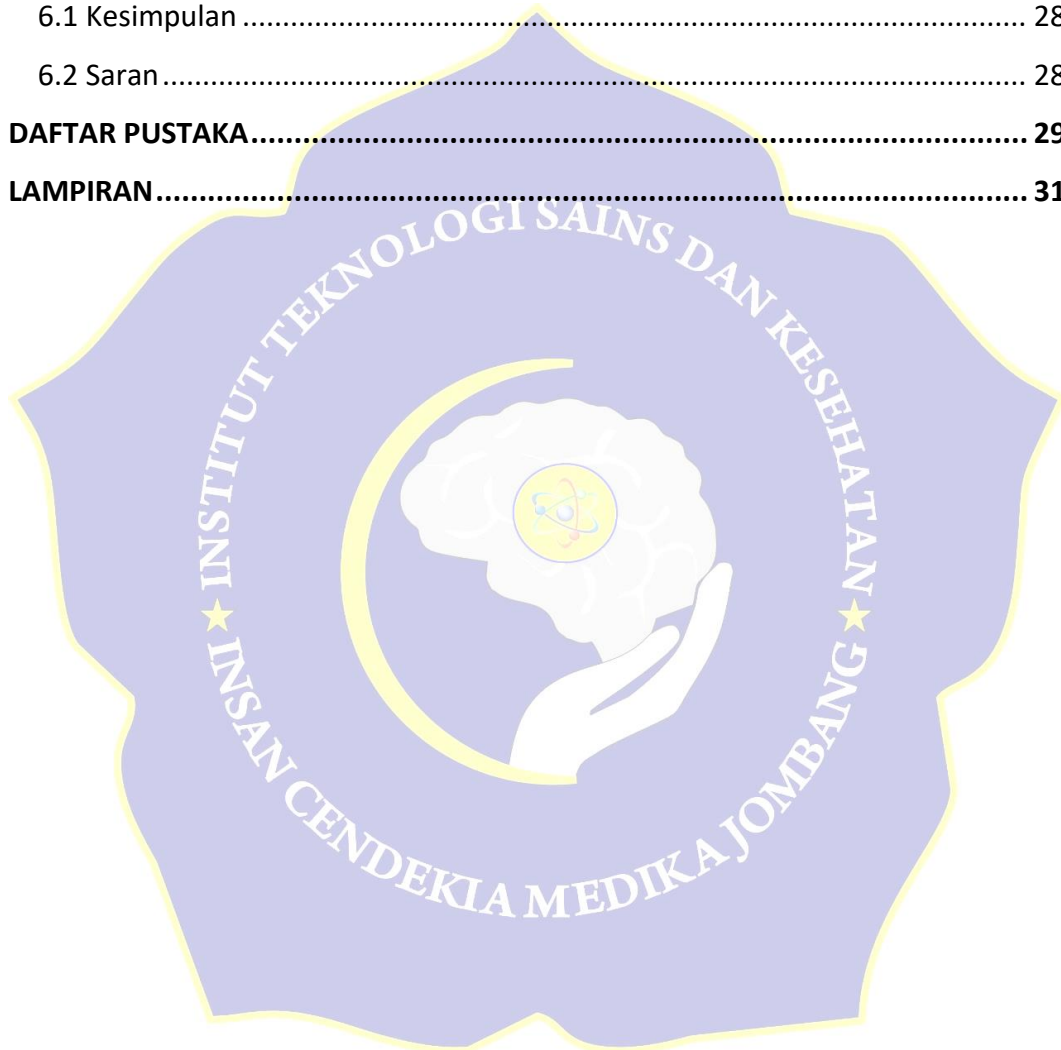 6.1 Kesimpulan ........................................................................................................ 28
6.2 Saran ................................................................................................................. 28
DAFTAR PUSTAKA ................................................................................................ 29
LAMPIRAN ............................................................................................................ 31
INSTITUT TEKNOLOGI SAINS DAN KESEHATAN
★ INSAN CENDEKIA MEDIKA JOMBANG ★